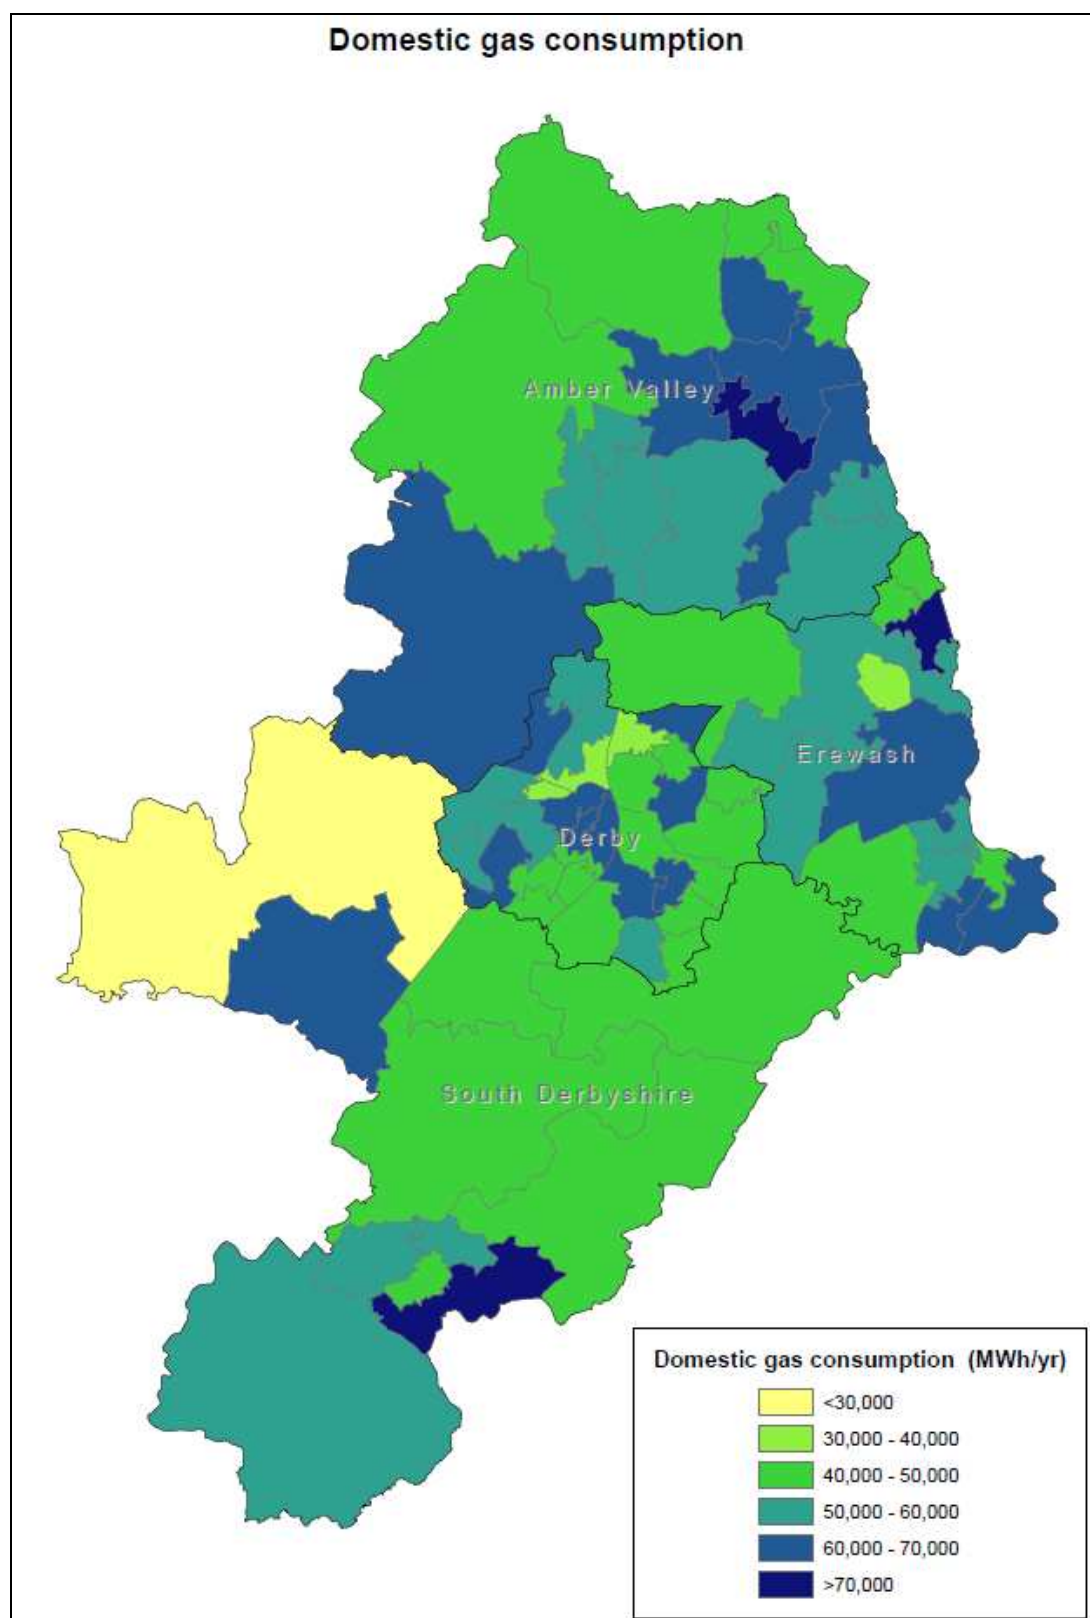 Domestic gas consumption
Amber Valley
Erewash
Derby
South Derbyshire
Domestic gas consumption (MWh/yr)
<30,000
30,000 - 40,000
40,000 - 50,000
50,000 - 60,000
60,000 - 70,000
>70,000